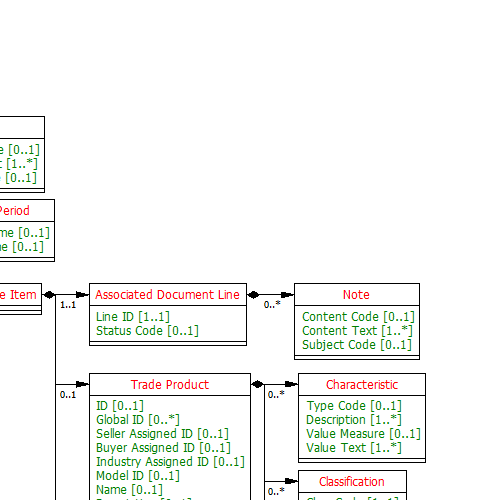 [0..1]
[1..*]
[0..1]
Period
[0..1]
[0..1]
Item
1..1
Associated Document Line
Line ID [1..1]
Status Code [0..1]
0..*
Note
Content Code [0..1]
Content Text [1..*]
Subject Code [0..1]
0..1
Trade Product
ID [0..1]
Global ID [0..*]
Seller Assigned ID [0..1]
Buyer Assigned ID [0..1]
Industry Assigned ID [0..1]
Model ID [0..1]
Name [0..1]
0..*
Characteristic
Type Code [0..1]
Description [1..*]
Value Measure [0..1]
Value Text [1..*]
0..*
Classification